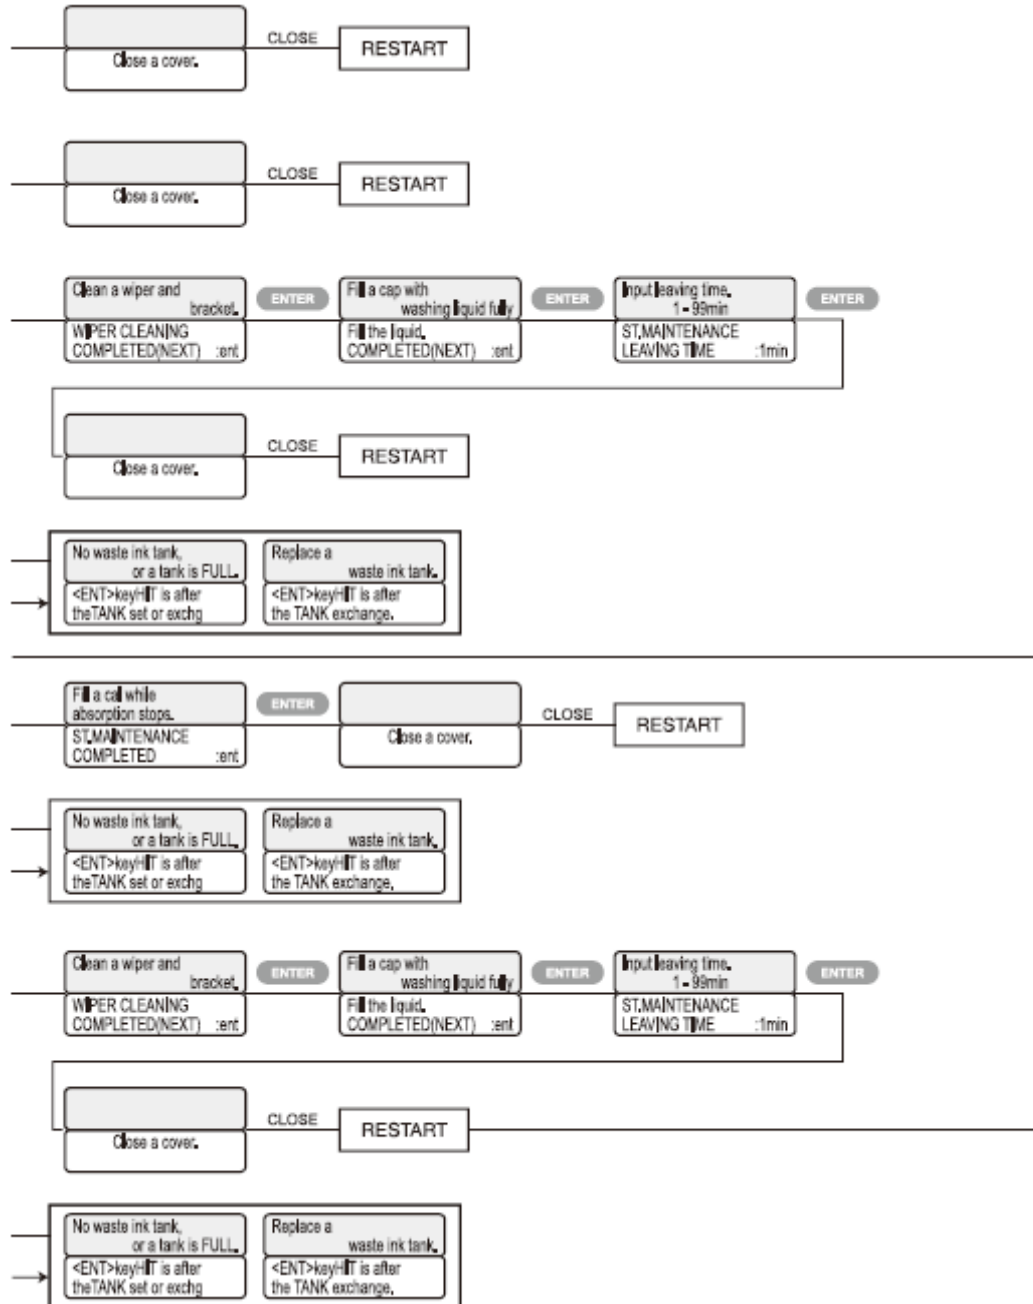 CLOSE
RESTART
Close a cover.
CLOSE
RESTART
Close a cover.
Clean a wiper and
bracket.
ENTER
Fill a cap with
washing liquid fully
ENTER
Input leaving time.
1 - 99min
ENTER
WIPER CLEANING
COMPLETED(NEXT) :ent
Fill the liquid.
COMPLETED(NEXT) :ent
ST.MAINTENANCE
LEAVING TIME :1min
CLOSE
RESTART
Close a cover.
No waste ink tank,
or a tank is FULL.
<ENT>keyHIT is after
theTANK set or exchg
Replace a
waste ink tank.
<ENT>keyHIT is after
the TANK exchange.
Fill a cal while
absorption stops.
ST.MAINTENANCE
COMPLETED :ent
ENTER
Close a cover.
CLOSE
RESTART
No waste ink tank,
or a tank is FULL.
<ENT>keyHIT is after
theTANK set or exchg
Replace a
waste ink tank.
<ENT>keyHIT is after
the TANK exchange.
Clean a wiper and
bracket.
ENTER
Fill a cap with
washing liquid fully
ENTER
Input leaving time.
1 - 99min
ENTER
WIPER CLEANING
COMPLETED(NEXT) :ent
Fill the liquid.
COMPLETED(NEXT) :ent
ST.MAINTENANCE
LEAVING TIME :1min
CLOSE
RESTART
Close a cover.
No waste ink tank,
or a tank is FULL.
<ENT>keyHIT is after
theTANK set or exchg
Replace a
waste ink tank.
<ENT>keyHIT is after
the TANK exchange.